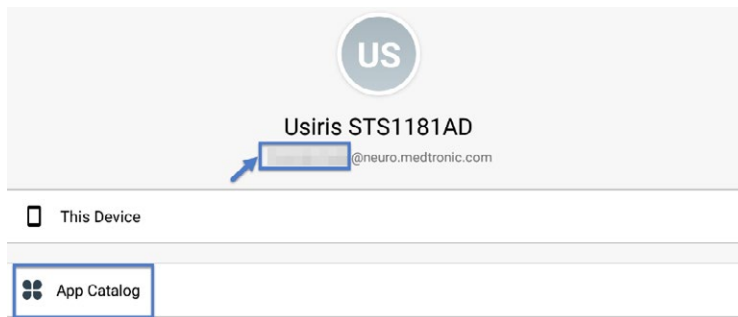 US
Usiris STS1181AD
@neuro.medtronic.com
This Device
App Catalog